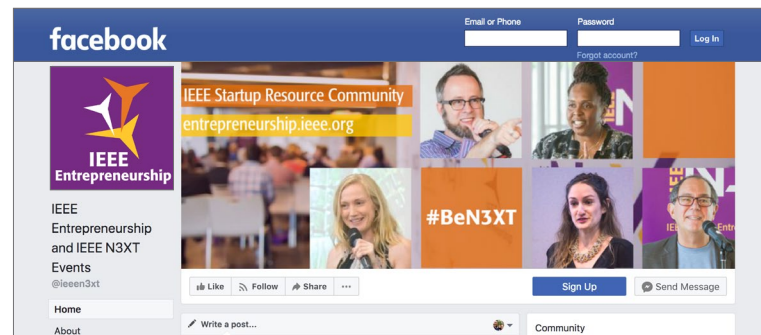 facebook
Email or Phone
Password
Log In
Forgot account?
IEEE
Entrepreneurship
IEEE Startup Resource Community
entrepreneurship.ieee.org
#BeN3XT
IEEE
Entrepreneurship
and IEEE N3XT
Events
@ieeen3xt
Like
Follow
Share
Sign Up
Send Message
Home
About
Write a post...
Community